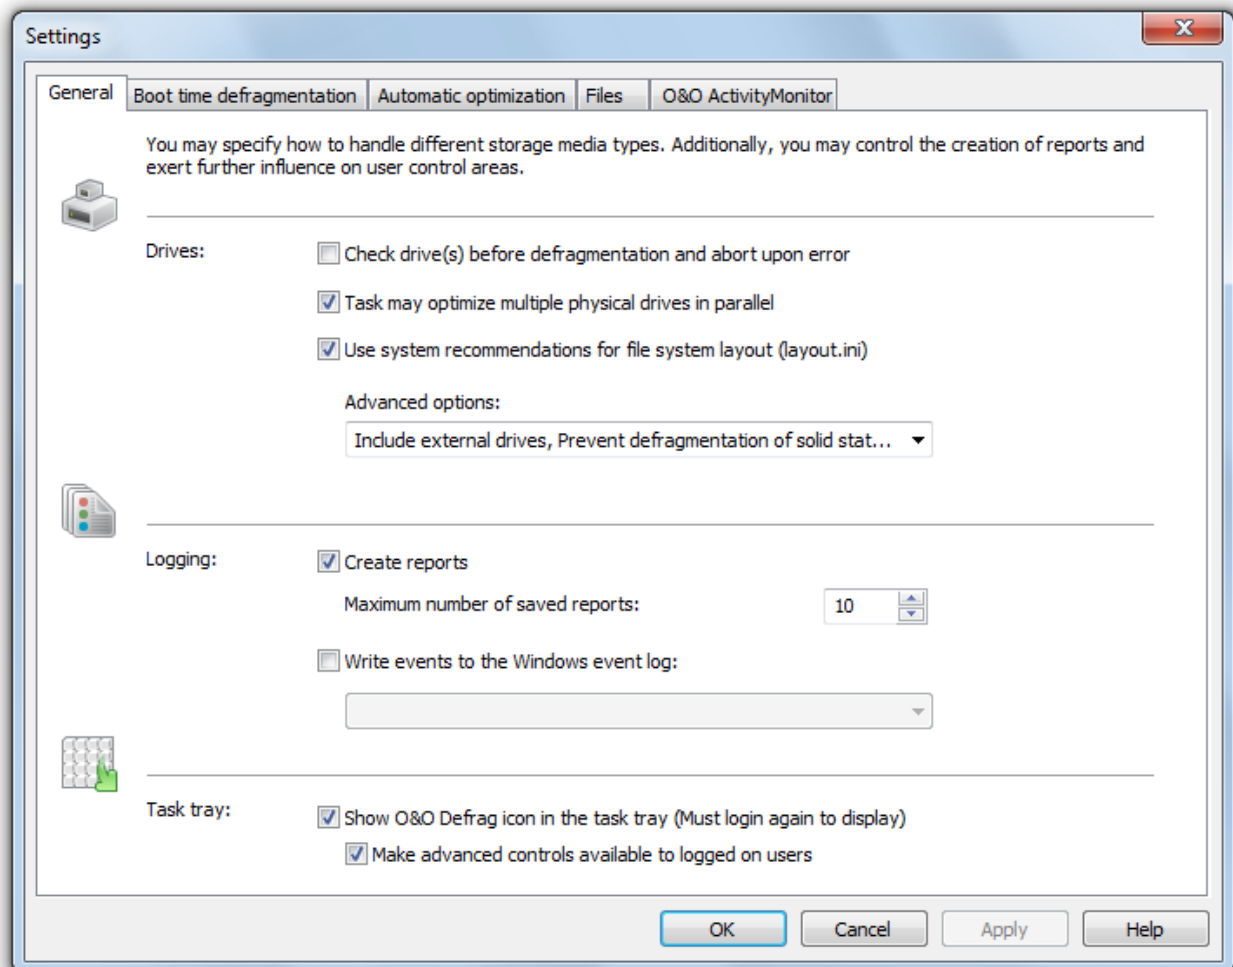 Settings
X
General
Boot time defragmentation
Automatic optimization
Files
O&O ActivityMonitor
You may specify how to handle different storage media types. Additionally, you may control the creation of reports and
exert further influence on user control areas.
Drives:
Check drive(s) before defragmentation and abort upon error
Task may optimize multiple physical drives in parallel
Use system recommendations for file system layout (layout.ini)
Advanced options:
Include external drives, Prevent defragmentation of solid stat...
Logging:
Create reports
Maximum number of saved reports:
10
Write events to the Windows event log:
Task tray:
Show O&O Defrag icon in the task tray (Must login again to display)
Make advanced controls available to logged on users
OK
Cancel
Apply
Help